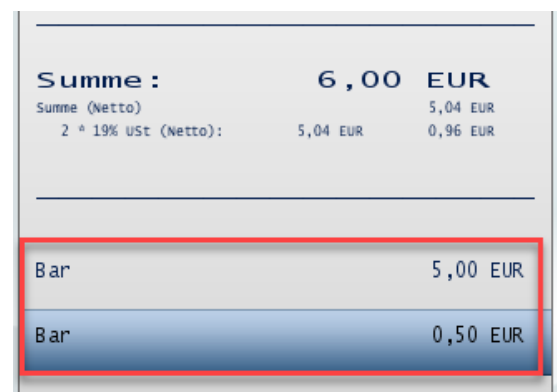 Summe: 6,00 EUR
Summe (Netto) 5,04 EUR
2 * 19% USt (Netto): 5,04 EUR 0,96 EUR
Bar 5,00 EUR
Bar 0,50 EUR